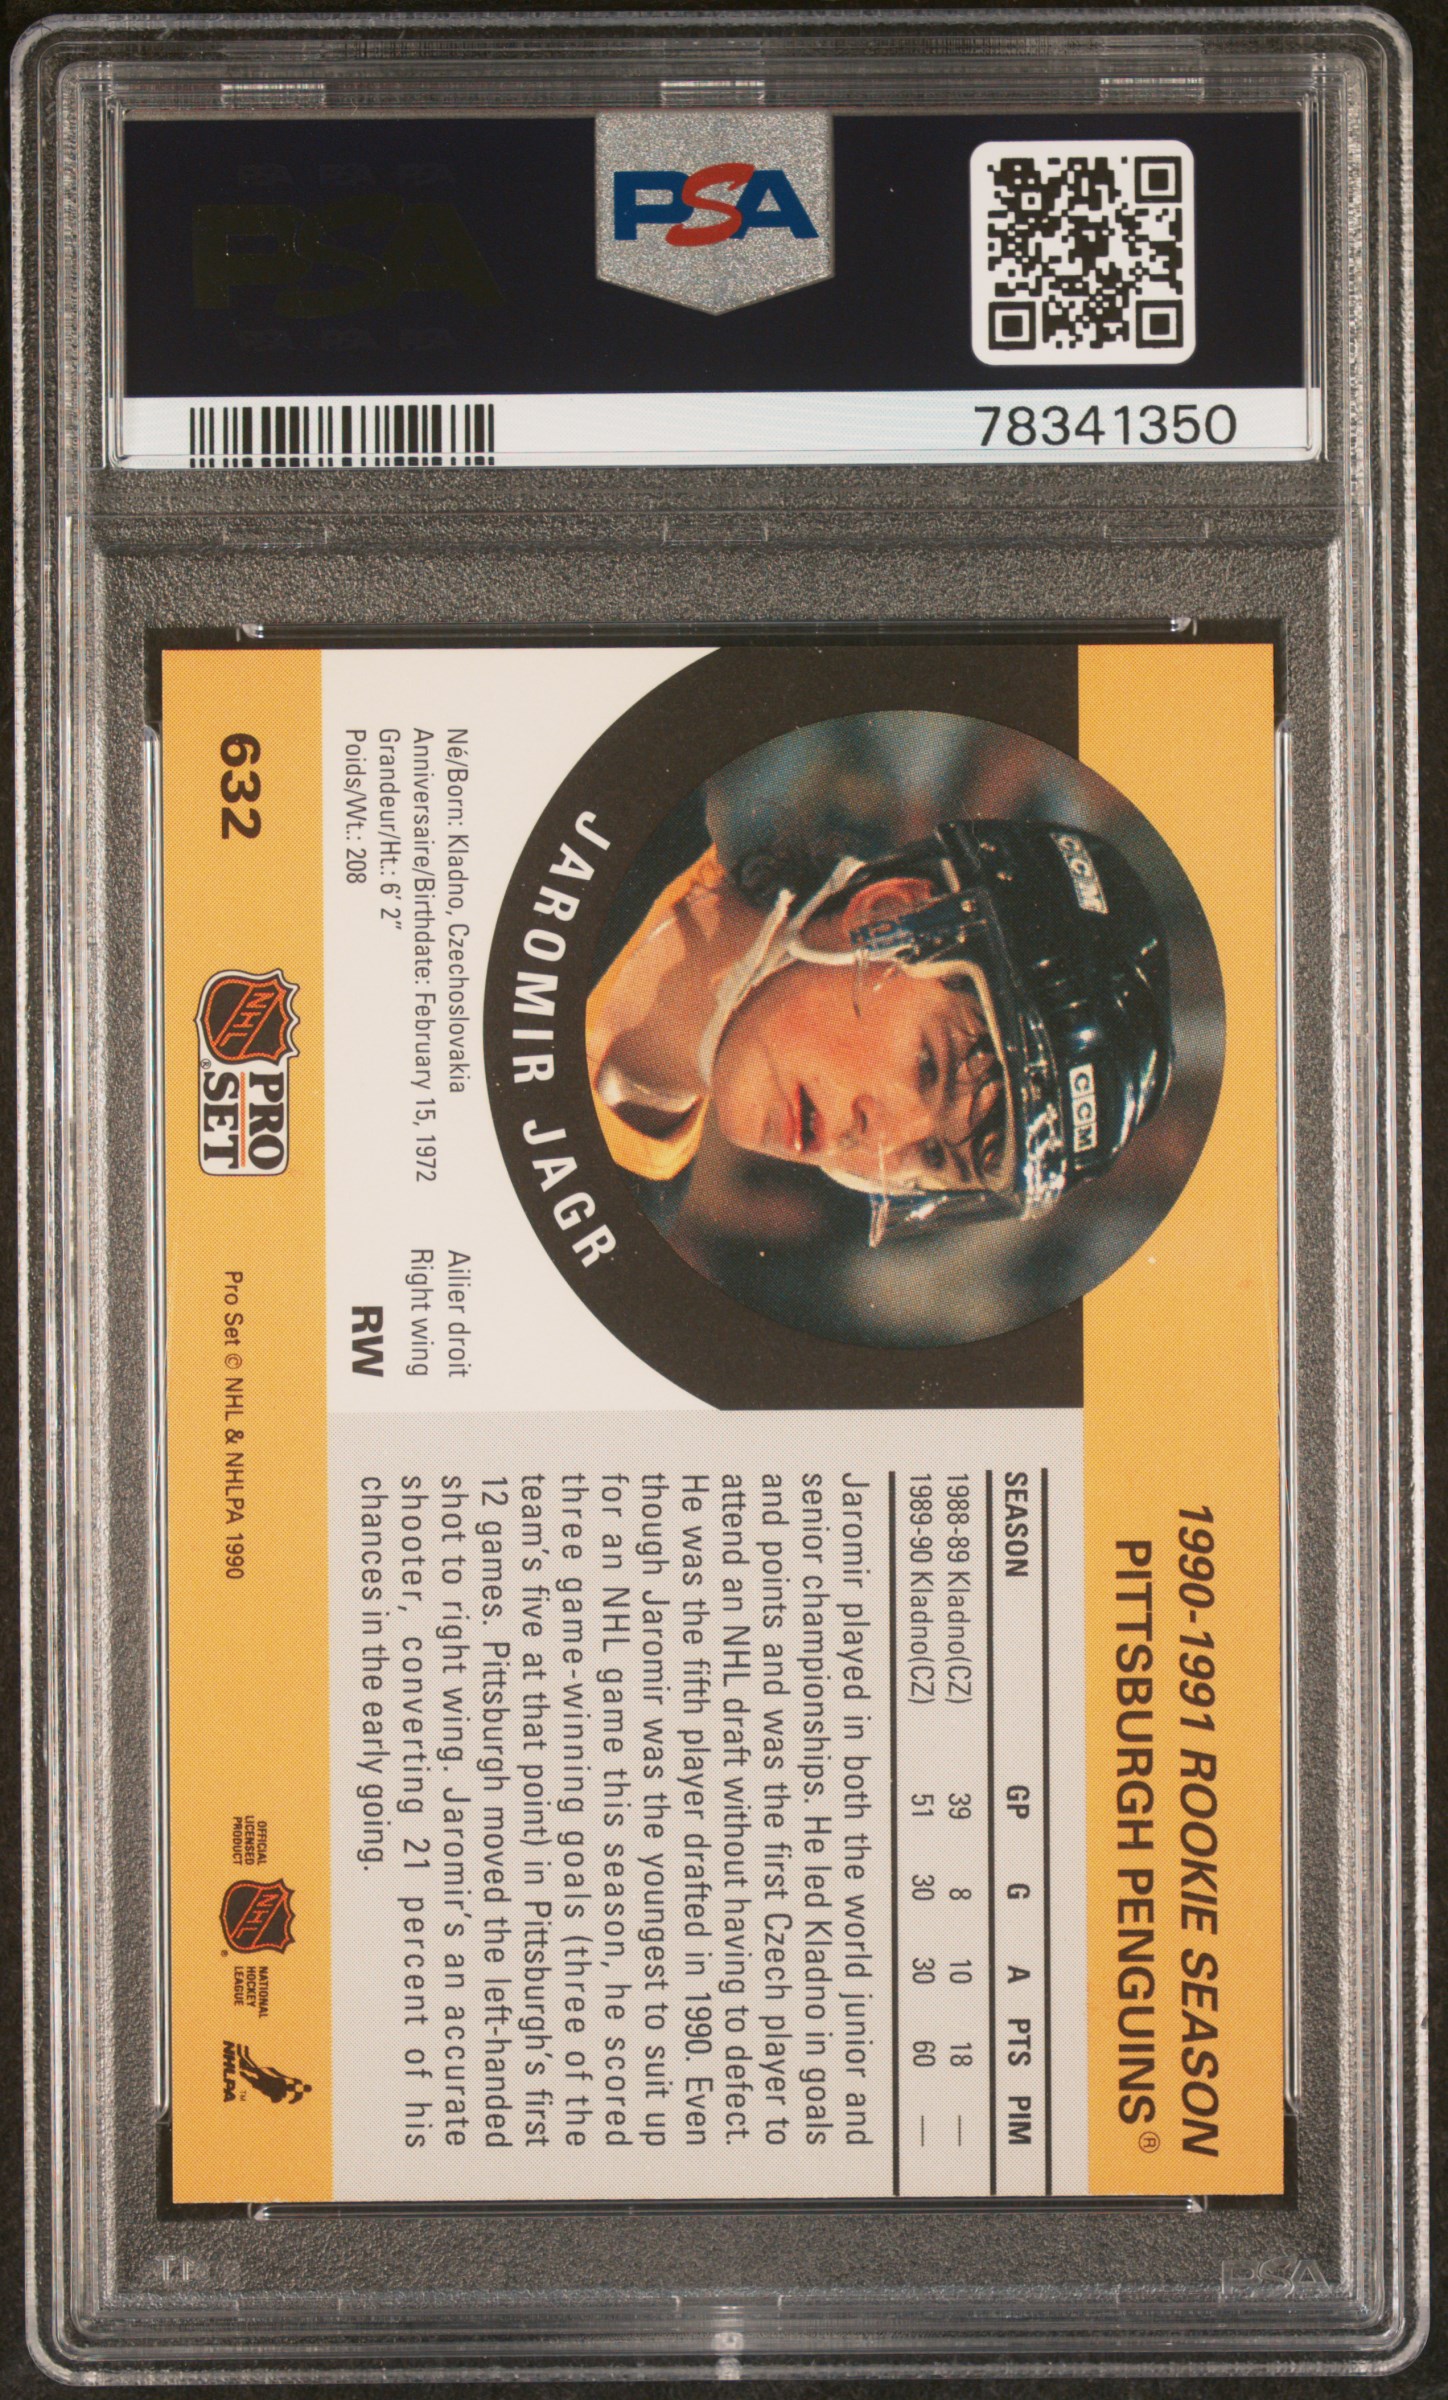 PSA
78341350
1990-1991 ROOKIE SEASON
PITTSBURGH PENGUINS®
CCM
CCM
JAROMIR JAGR
Né/Born: Kladno, Czechoslovakia
Anniversaire/Birthdate: February 15, 1972
Grandeur/Ht.: 6' 2"
Poids/Wt.: 208
Ailier droit
Right wing
RW
SEASON GP G A PTS PIM
1988-89 Kladno(CZ) 39 8 10 18 —
1989-90 Kladno(CZ) 51 30 30 60 —
Jaromir played in both the world junior and
senior championships. He led Kladno in goals
and points and was the first Czech player to
attend an NHL draft without having to defect.
He was the fifth player drafted in 1990. Even
though Jaromir was the youngest to suit up
for an NHL game this season, he scored
three game-winning goals (three of the
team's five at that point) in Pittsburgh's first
12 games. Pittsburgh moved the left-handed
shot to right wing. Jaromir's an accurate
shooter, converting 21 percent of his
chances in the early going.
632
NHL
PRO
SET®
Pro Set © NHL & NHLPA 1990
OFFICIAL
LICENSED
PRODUCT
NHL®
NATIONAL
HOCKEY
LEAGUE
NHLPA™
PSA